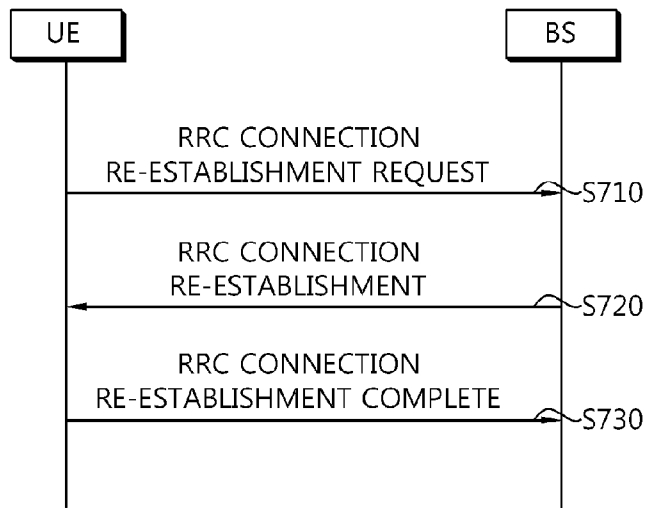 UE
BS
RRC CONNECTION
RE-ESTABLISHMENT REQUEST
S710
RRC CONNECTION
RE-ESTABLISHMENT
S720
RRC CONNECTION
RE-ESTABLISHMENT COMPLETE
S730